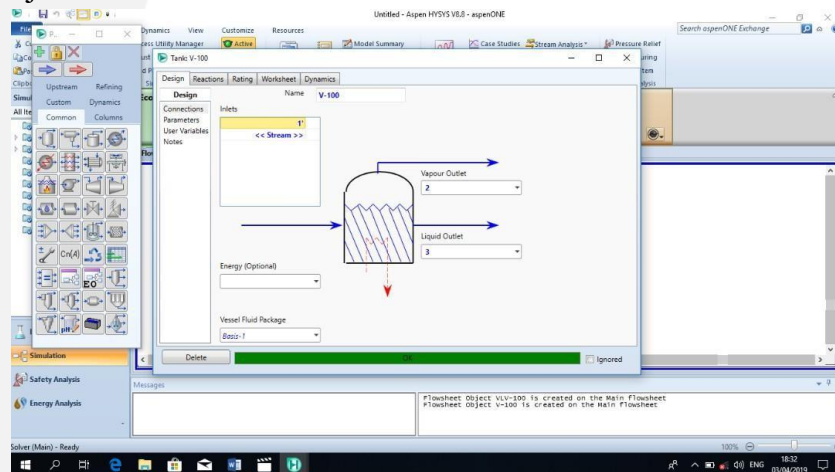 Untitled - Aspen HYSYS V8.8 - aspenONE
File
Dynamics View Customize Resources
Search aspenONE Exchange
Utility Manager
Active
Model Summary
Case Studies
Stream Analysis
Pressure Relief
Tank: V-100
Design Reactions Rating Worksheet Dynamics
Design
Connections
Parameters
User Variables
Notes
Name V-100
Inlets
1'
<< Stream >>
Vapour Outlet
2
Liquid Outlet
3
Energy (Optional)
Vessel Fluid Package
Basis-1
Delete
OK
Ignored
Upstream Refining
Custom Dynamics
Common Columns
Cn(A)
EO
pH
Simulation
Safety Analysis
Energy Analysis
Messages
Flowsheet Object VLV-100 is created on the Main flowsheet
Flowsheet Object V-100 is created on the Main flowsheet
Solver (Main) - Ready
100%
ENG
18:32
03/04/2019